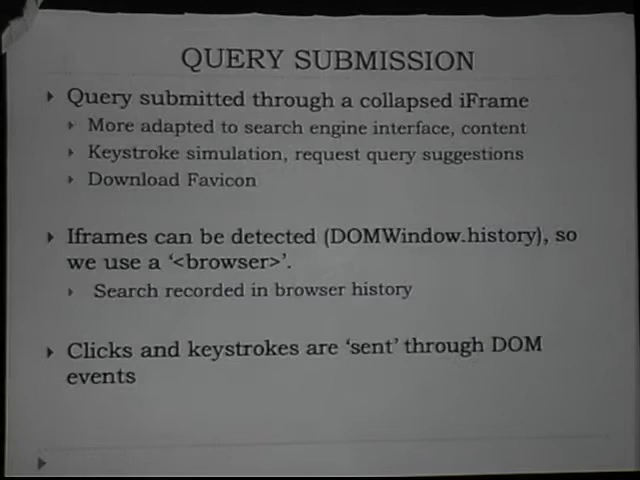 QUERY SUBMISSION
Query submitted through a collapsed iFrame
More adapted to search engine interface, content
Keystroke simulation, request query suggestions
Download Favicon
Iframes can be detected (DOMWindow.history), so
we use a '<browser>'.
Search recorded in browser history
Clicks and keystrokes are 'sent' through DOM
events